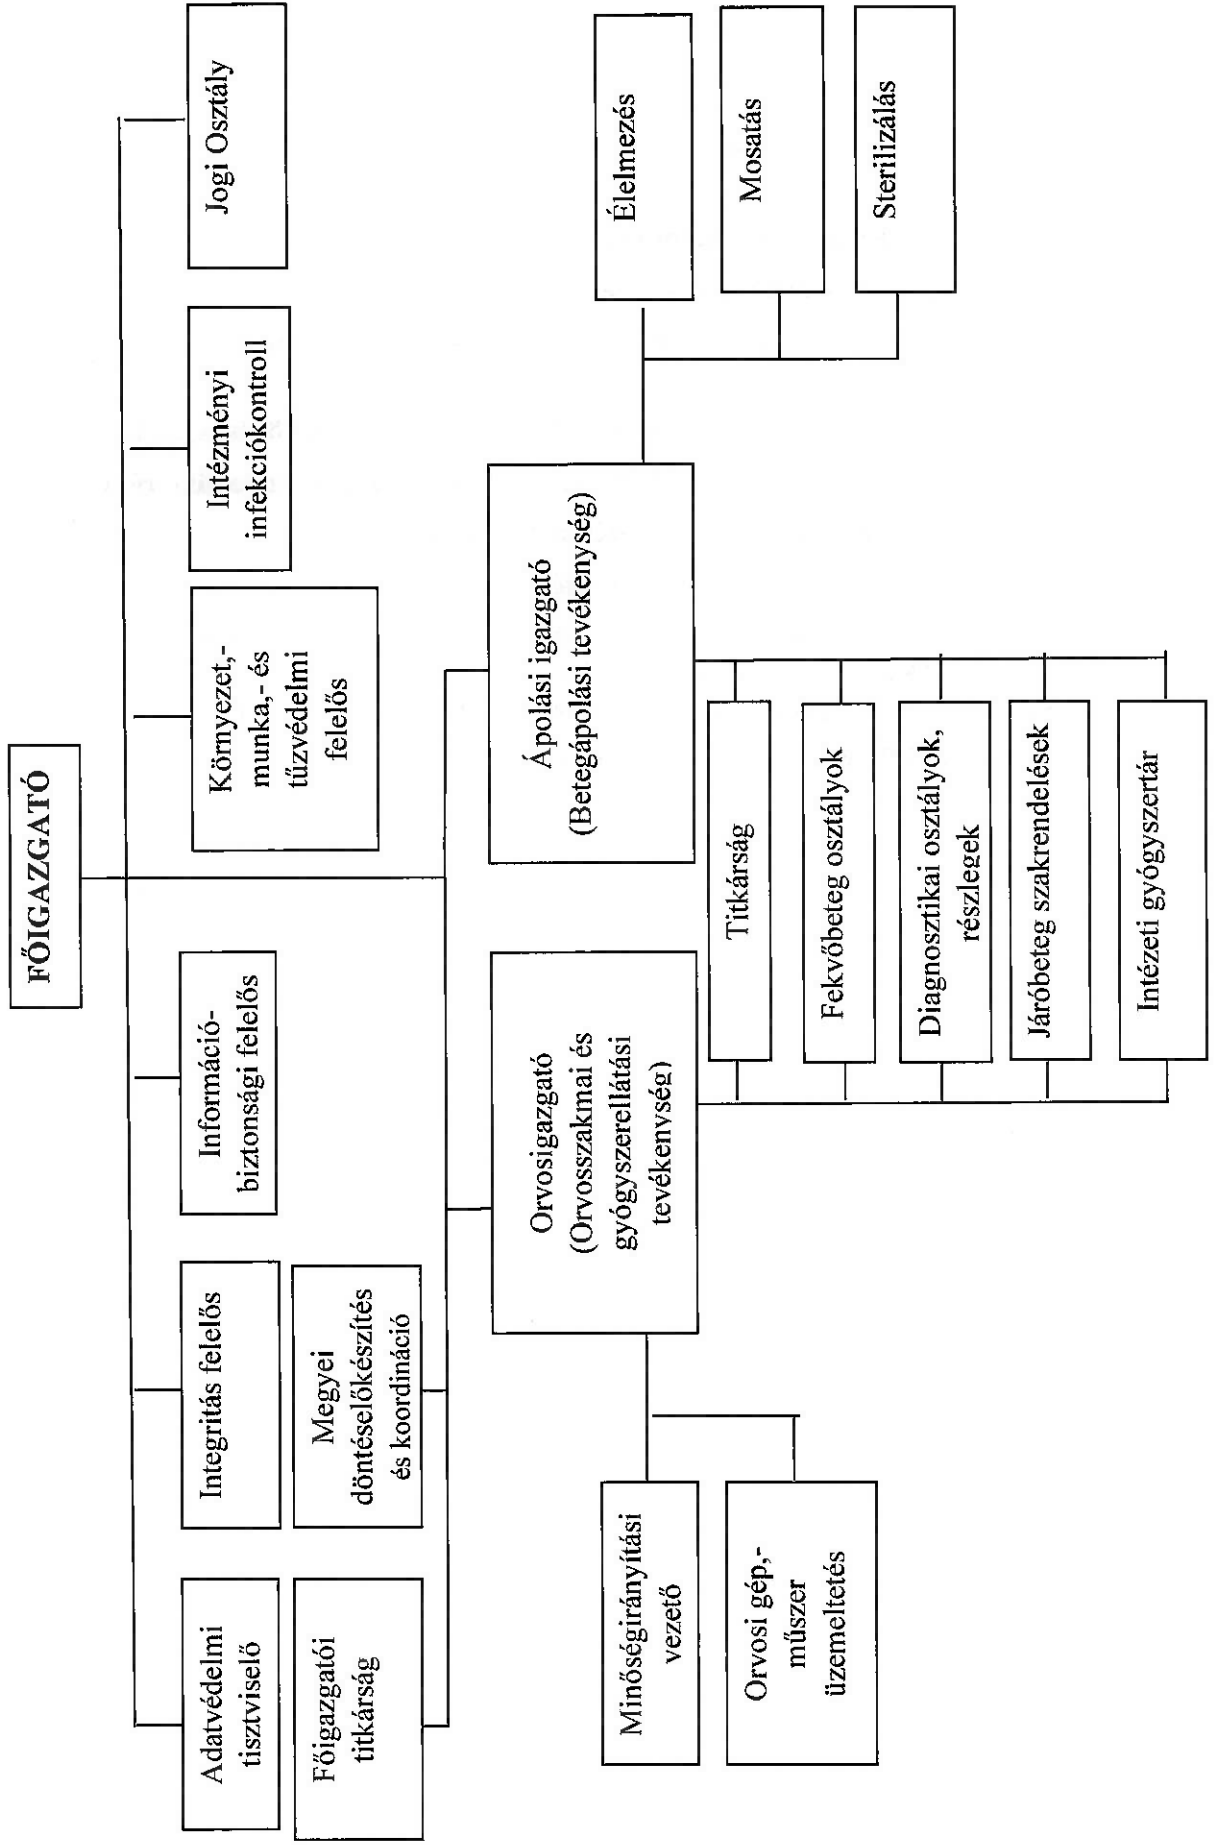 FŐIGAZGATÓ
Adatvédelmi
tisztviselő
Integritás felelős
Információ-
biztonsági felelős
Környezet,-
munka,- és
tűzvédelmi
felelős
Intézményi
infekciókontroll
Jogi Osztály
Főigazgatói
titkárság
Megyei
döntéselőkészítés
és koordináció
Orvosigazgató
(Orvosszakmai és
gyógyszerellátási
tevékenység)
Ápolási igazgató
(Betegápolási tevékenység)
Minőségirányítási
vezető
Orvosi gép,-
műszer
üzemeltetés
Titkárság
Fekvőbeteg osztályok
Diagnosztikai osztályok,
részlegek
Járóbeteg szakrendelések
Intézeti gyógyszertár
Élelmezés
Mosatás
Sterilizálás